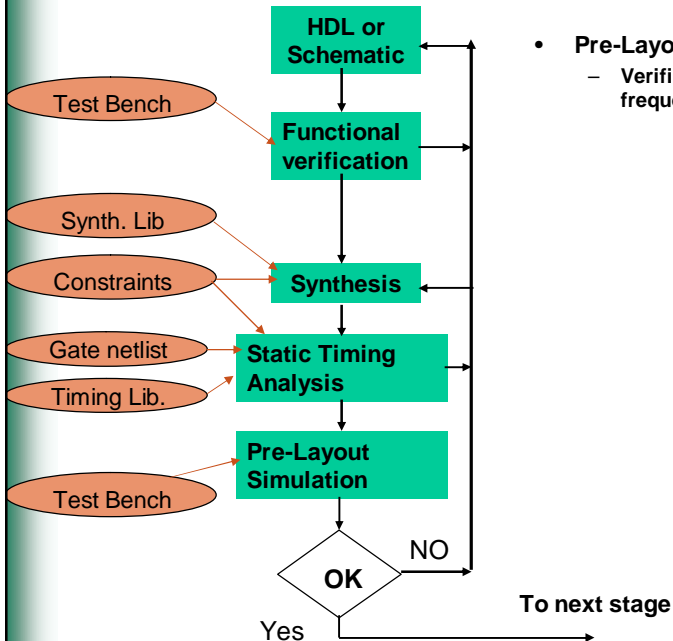 HDL or
Schematic
• Pre-Layo
– Verifi
frequ
Test Bench
Functional
verification
Synth. Lib
Constraints
Synthesis
Gate netlist
Static Timing
Analysis
Timing Lib.
Pre-Layout
Simulation
Test Bench
NO
OK
To next stage
Yes